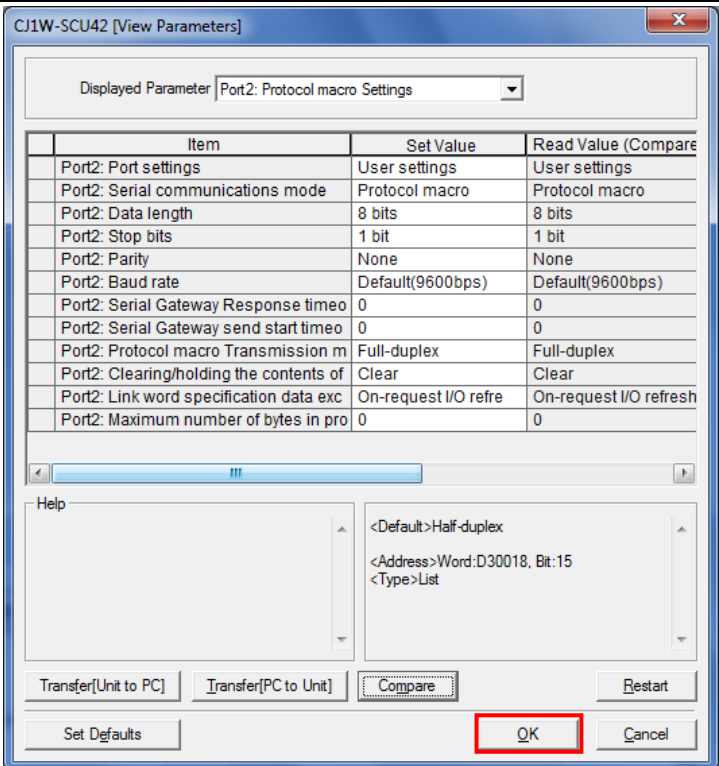 CJ1W-SCU42 [View Parameters]
Displayed Parameter Port2: Protocol macro Settings
Item Set Value Read Value (Compare
Port2: Port settings User settings User settings
Port2: Serial communications mode Protocol macro Protocol macro
Port2: Data length 8 bits 8 bits
Port2: Stop bits 1 bit 1 bit
Port2: Parity None None
Port2: Baud rate Default(9600bps) Default(9600bps)
Port2: Serial Gateway Response timeo 0 0
Port2: Serial Gateway send start timeo 0 0
Port2: Protocol macro Transmission m Full-duplex Full-duplex
Port2: Clearing/holding the contents of Clear Clear
Port2: Link word specification data exc On-request I/O refre On-request I/O refresh
Port2: Maximum number of bytes in pro 0 0
Help
<Default>Half-duplex
<Address>Word:D30018, Bit:15
<Type>List
Transfer[Unit to PC] Transfer[PC to Unit] Compare Restart
Set Defaults OK Cancel